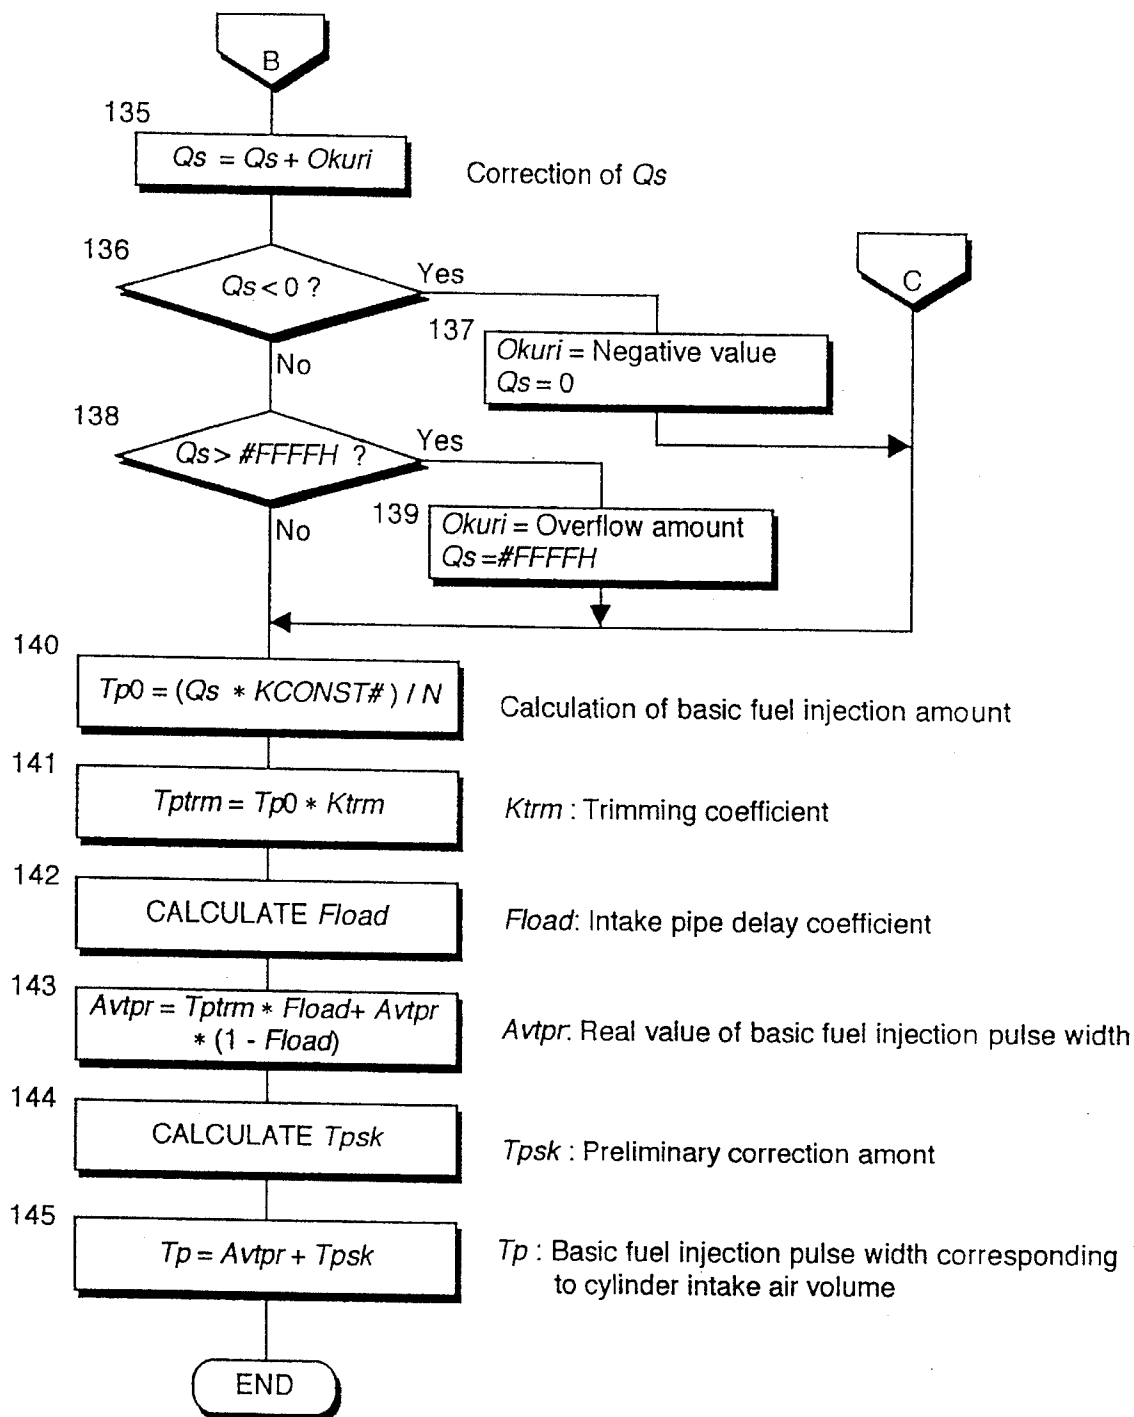 B
135
Qs = Qs + Okuri
Correction of Qs
136
Qs < 0 ?
Yes
C
137
Okuri = Negative value
Qs = 0
No
138
Qs > #FFFFH ?
Yes
139
Okuri = Overflow amount
Qs =#FFFFH
No
140
Tp0 = (Qs * KCONST# ) / N
Calculation of basic fuel injection amount
141
Tptrm = Tp0 * Ktrm
Ktrm : Trimming coefficient
142
CALCULATE Fload
Fload: Intake pipe delay coefficient
143
Avtpr = Tptrm * Fload+ Avtpr
* (1 - Fload)
Avtpr: Real value of basic fuel injection pulse width
144
CALCULATE Tpsk
Tpsk : Preliminary correction amont
145
Tp = Avtpr + Tpsk
Tp : Basic fuel injection pulse width corresponding
to cylinder intake air volume
END